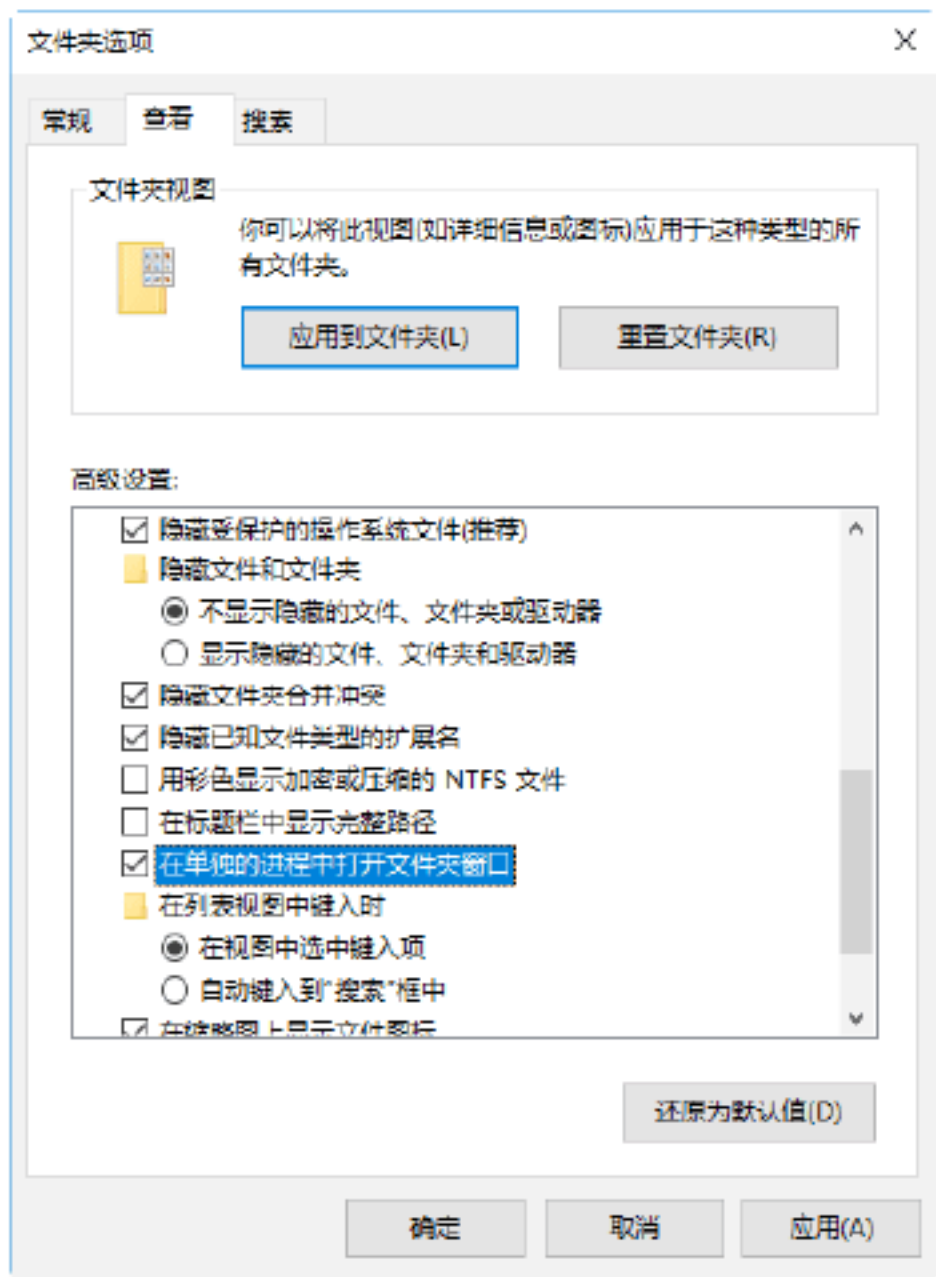 文件夹选项
常规
查看
搜索
文件夹视图
你可以将此视图(如详细信息或图标)应用于这种类型的所
有文件夹。
应用到文件夹(L)
重置文件夹(R)
高级设置:
隐藏受保护的操作系统文件(推荐)
隐藏文件和文件夹
不显示隐藏的文件、文件夹或驱动器
显示隐藏的文件、文件夹和驱动器
隐藏文件夹合并冲突
隐藏已知文件类型的扩展名
用彩色显示加密或压缩的 NTFS 文件
在标题栏中显示完整路径
在单独的进程中打开文件夹窗口
在列表视图中键入时
在视图中选中键入项
自动键入到"搜索"框中
在缩略图上显示文件图标
还原为默认值(D)
确定
取消
应用(A)